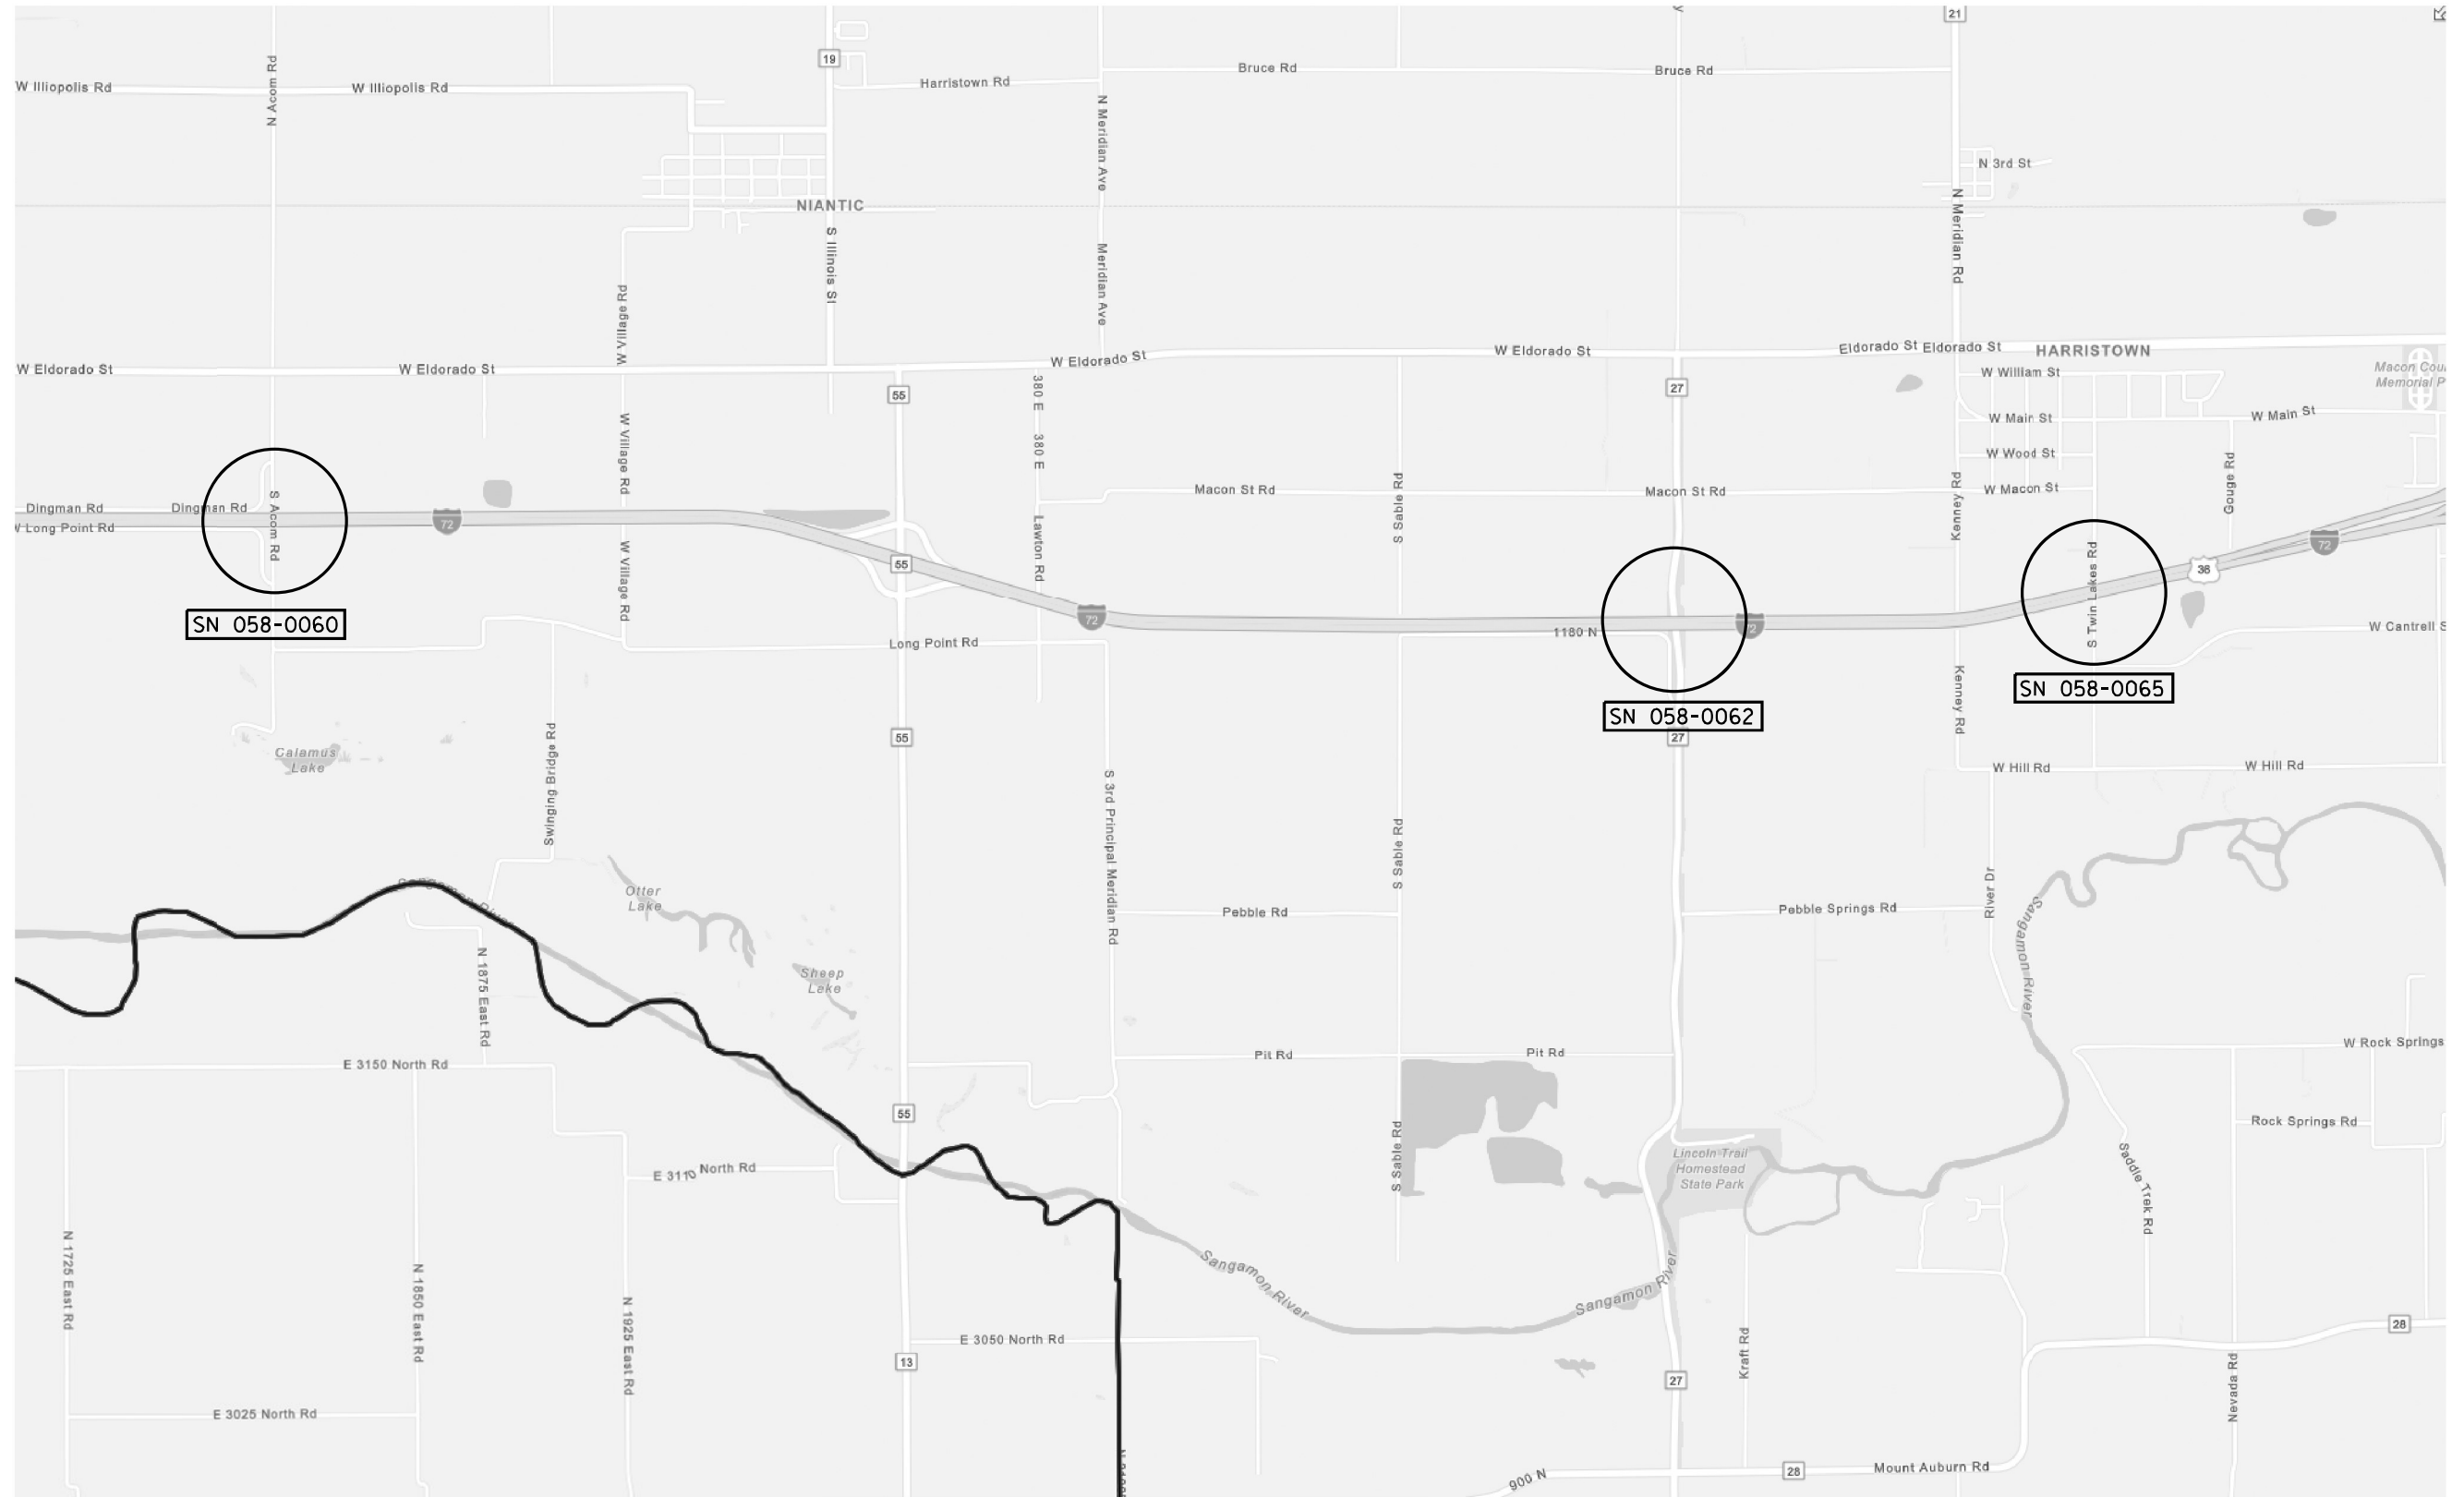 21
19
N Acorn Rd
W Illiopolis Rd
W Illiopolis Rd
Harristown Rd
Bruce Rd
Bruce Rd
N Meridian Ave
N 3rd St
NIANTIC
S Illinois St
Meridian Ave
N Meridian Rd
W Village Rd
W Eldorado St
W Eldorado St
W Eldorado St
W Eldorado St
Eldorado St
Eldorado St
HARRISTOWN
W William St
Macon Cou
Memorial P
380 E
55
27
W Main St
W Main St
W Village Rd
380 E
W Wood St
Gonge Rd
Macon St Rd
Macon St Rd
W Macon St
S Sable Rd
Kenney Rd
Dingman Rd
Dingman Rd
W Long Point Rd
S Acorn Rd
72
W Village Rd
55
Lawton Rd
72
36
S Twin Lakes Rd
72
72
SN 058-0060
1180 N
W Cantrell S
Long Point Rd
SN 058-0065
SN 058-0062
Kenney Rd
55
27
Calamus
Lake
Swinging Bridge Rd
W Hill Rd
W Hill Rd
S 3rd Principal Meridian Rd
S Sable Rd
Sangamon River
Otter
Lake
Pebble Rd
Pebble Springs Rd
River Dr
Sangamon River
N 1875 East Rd
Sheep
Lake
E 3150 North Rd
Pit Rd
Pit Rd
W Rock Springs
55
Rock Springs Rd
E 3110 North Rd
S Sable Rd
Lincoln Trail
Homestead
State Park
Saddle Trek Rd
N 1725 East Rd
N 1850 East Rd
N 1925 East Rd
Sangamon River
Sangamon River
E 3050 North Rd
28
13
27
Kraft Rd
Nevada Rd
E 3025 North Rd
900 N
28
Mount Auburn Rd